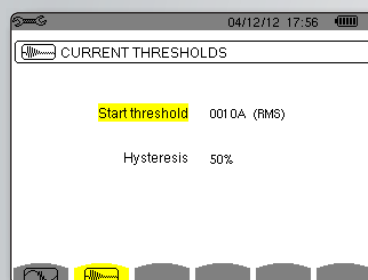 04/12/12 17:56
CURRENT THRESHOLDS
Start threshold 0010A (RMS)
Hysteresis 50%